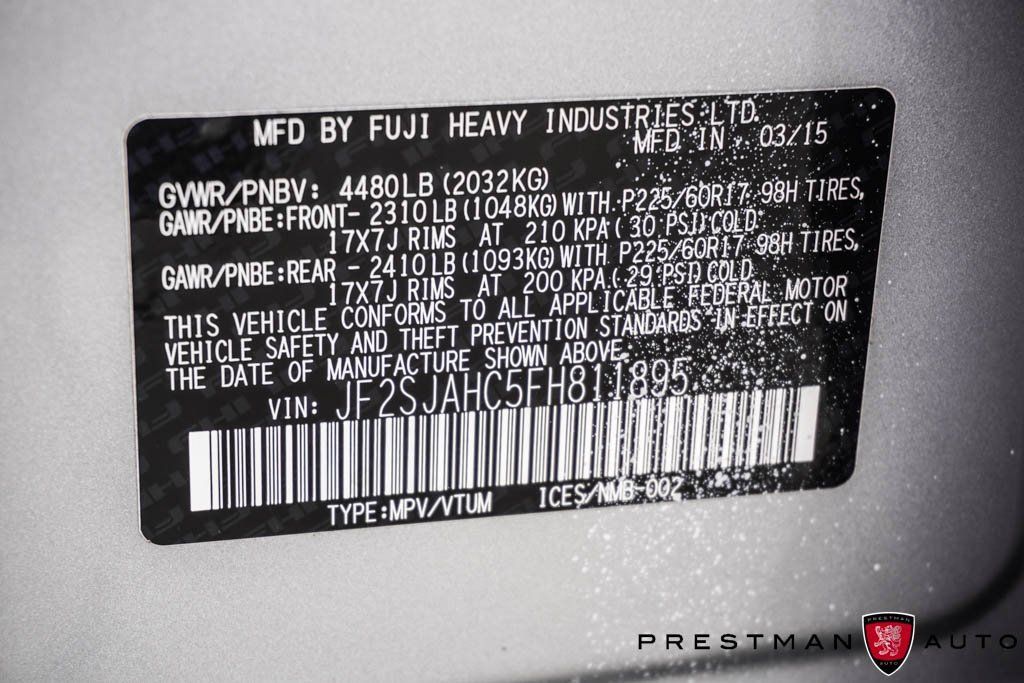 MFD BY FUJI HEAVY INDUSTRIES LTD.
MFD IN 03/15
GVWR/PNBV: 4480LB (2032KG)
GAWR/PNBE:FRONT- 2310LB (1048KG) WITH P225/60R17 98H TIRES,
17X7J RIMS AT 210 KPA ( 30 PSI) COLD
GAWR/PNBE:REAR - 2410LB (1093KG) WITH P225/60R17 98H TIRES,
17X7J RIMS AT 200 KPA ( 29 PSI) COLD
THIS VEHICLE CONFORMS TO ALL APPLICABLE FEDERAL MOTOR
VEHICLE SAFETY AND THEFT PREVENTION STANDARDS IN EFFECT ON
THE DATE OF MANUFACTURE SHOWN ABOVE.
VIN: JF2SJAHC5FH811895
TYPE:MPV/VTUM ICES/NMB-002
PRESTMAN PRESTMAN AUTO